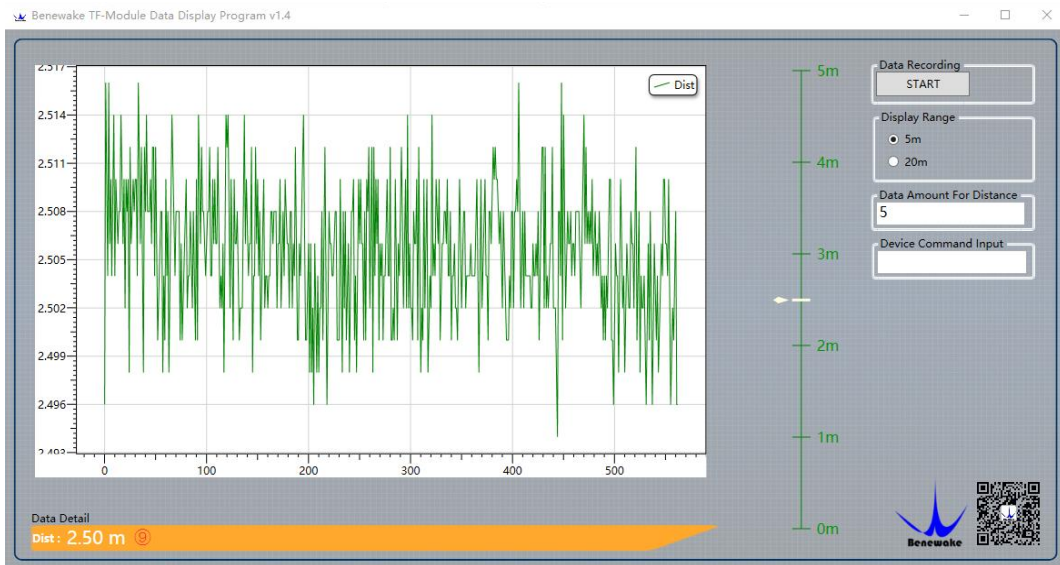 Benewake TF-Module Data Display Program v1.4
2.517
Dist
2.514
2.511
2.508
2.505
2.502
2.499
2.496
2.493
0 100 200 300 400 500
5m
4m
3m
2m
1m
0m
Data Recording
START
Display Range
5m
20m
Data Amount For Distance
5
Device Command Input
Data Detail
Dist : 2.50 m ⑨
Benewake